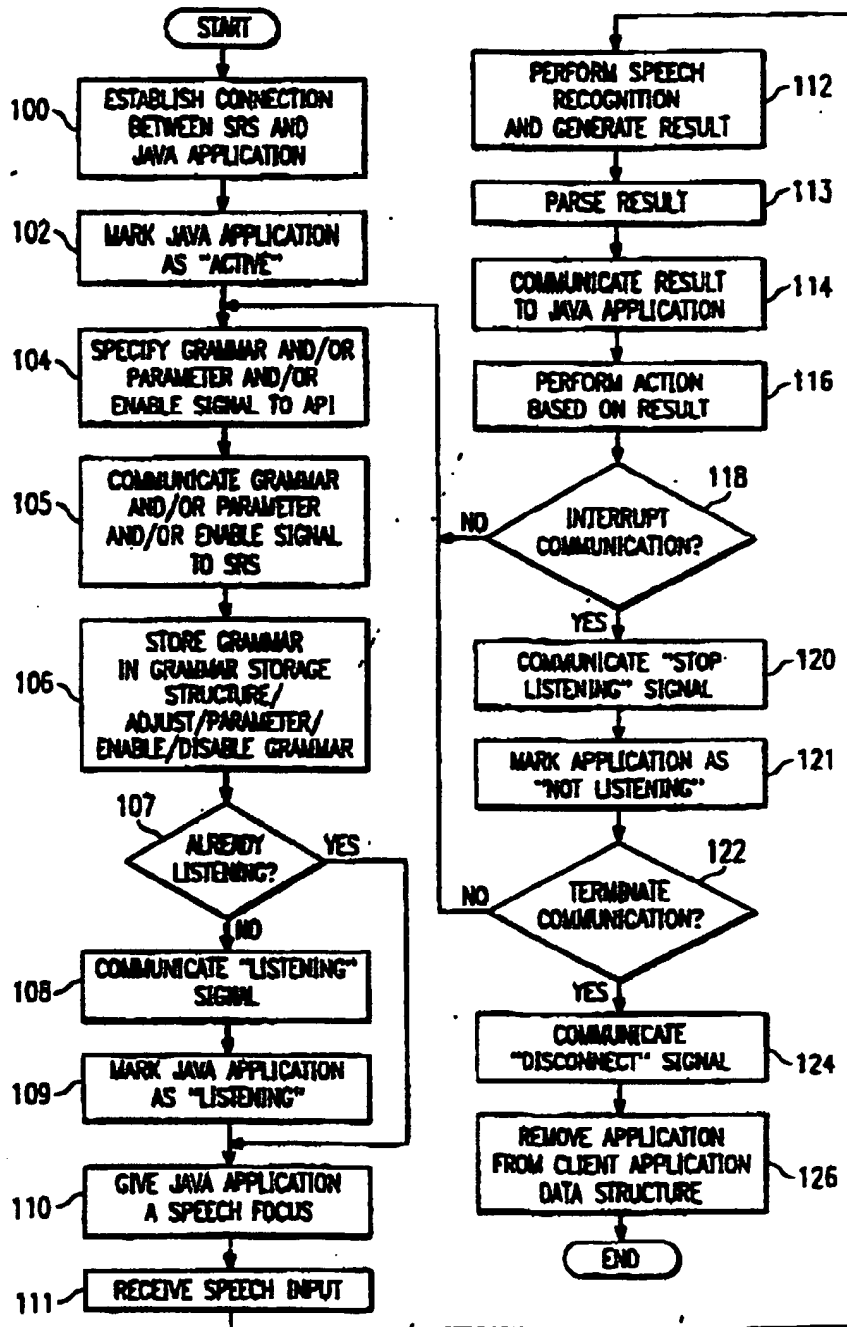 START
100
ESTABLISH CONNECTION
BETWEEN SRS AND
JAVA APPLICATION
102
MARK JAVA APPLICATION
AS "ACTIVE"
104
SPECIFY GRAMMAR AND/OR
PARAMETER AND/OR
ENABLE SIGNAL TO API
105
COMMUNICATE GRAMMAR
AND/OR PARAMETER
AND/OR ENABLE SIGNAL
TO SRS
106
STORE GRAMMAR
IN GRAMMAR STORAGE
STRUCTURE/
ADJUST/PARAMETER/
ENABLE/DISABLE GRAMMAR
107
ALREADY
LISTENING?
YES
NO
108
COMMUNICATE "LISTENING"
SIGNAL
109
MARK JAVA APPLICATION
AS "LISTENING"
110
GIVE JAVA APPLICATION
A SPEECH FOCUS
111
RECEIVE SPEECH INPUT
PERFORM SPEECH
RECOGNITION
AND GENERATE RESULT
112
PARSE RESULT
113
COMMUNICATE RESULT
TO JAVA APPLICATION
114
PERFORM ACTION
BASED ON RESULT
116
118
INTERRUPT
COMMUNICATION?
NO
YES
COMMUNICATE "STOP
LISTENING" SIGNAL
120
MARK APPLICATION AS
"NOT LISTENING"
121
122
TERMINATE
COMMUNICATION?
NO
YES
COMMUNICATE
"DISCONNECT" SIGNAL
124
REMOVE APPLICATION
FROM CLIENT APPLICATION
DATA STRUCTURE
126
END